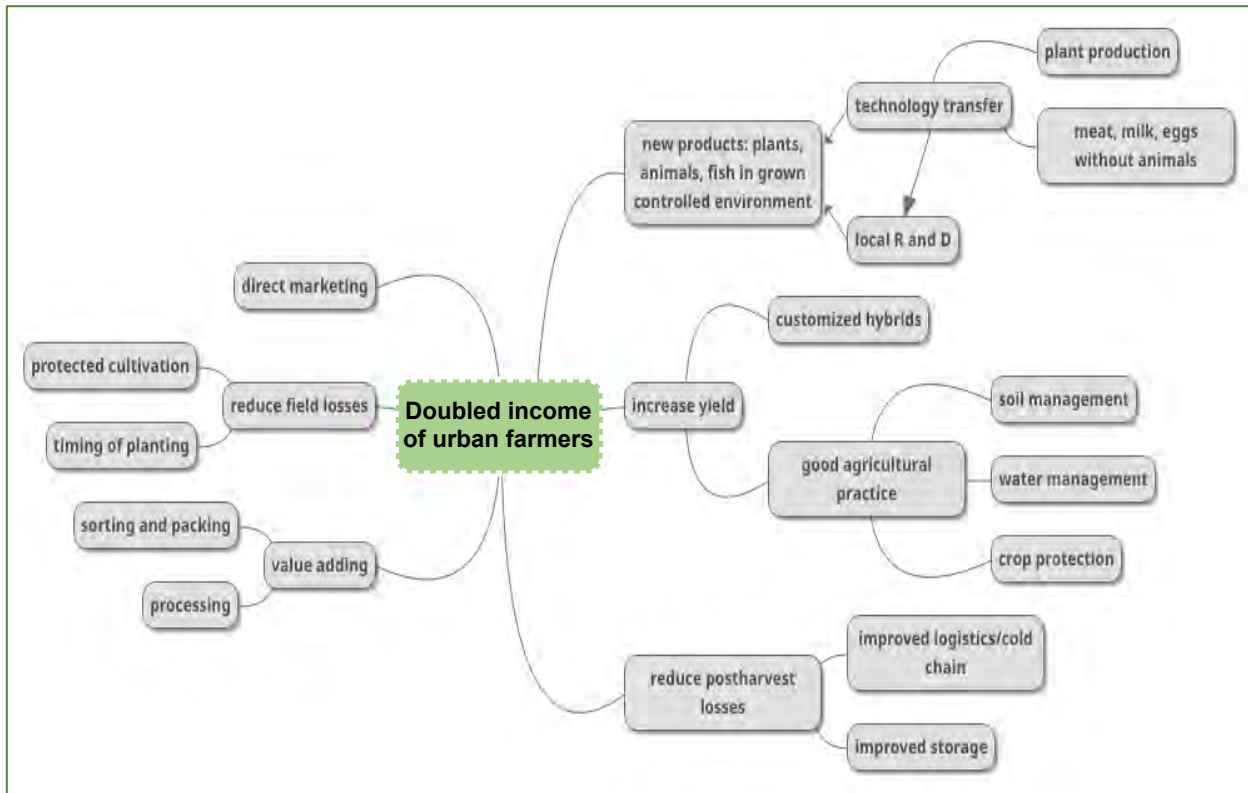 plant production
technology transfer
meat, milk, eggs
without animals
new products: plants,
animals, fish in grown
controlled environment
local R and D
direct marketing
customized hybrids
protected cultivation
reduce field losses
timing of planting
Doubled income
of urban farmers
increase yield
soil management
good agricultural
practice
water management
crop protection
sorting and packing
value adding
processing
improved logistics/cold
chain
reduce postharvest
losses
improved storage